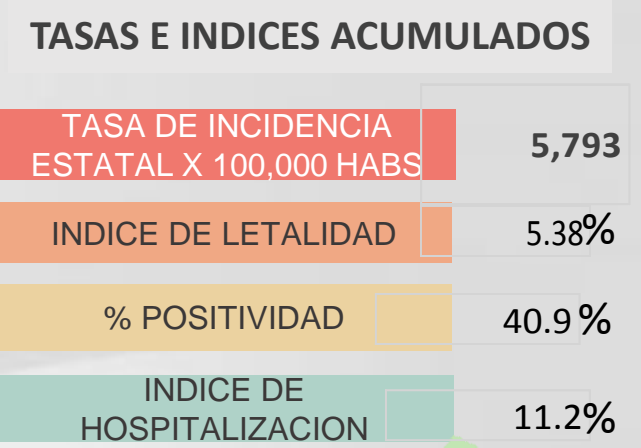 TASAS E INDICES ACUMULADOS
TASA DE INCIDENCIA
ESTATAL X 100,000 HABS
5,793
INDICE DE LETALIDAD
5.38%
% POSITIVIDAD
40.9 %
INDICE DE
HOSPITALIZACION
11.2%